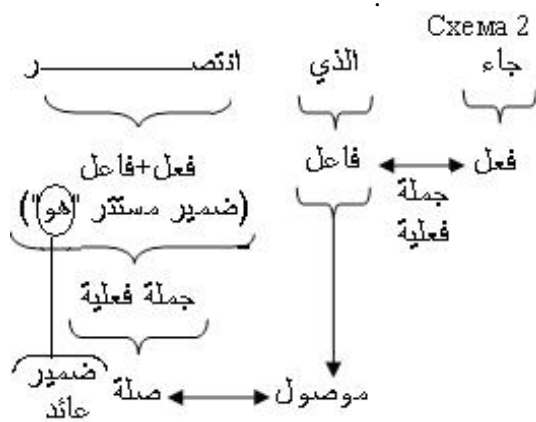 Схема 2
جاء الذي انتصـــــــــر
فعل فاعل فعل+فاعل
(ضمير مستتر "هو")
جملة
فعلية
جملة فعلية
موصول صلة ضمير
عائد